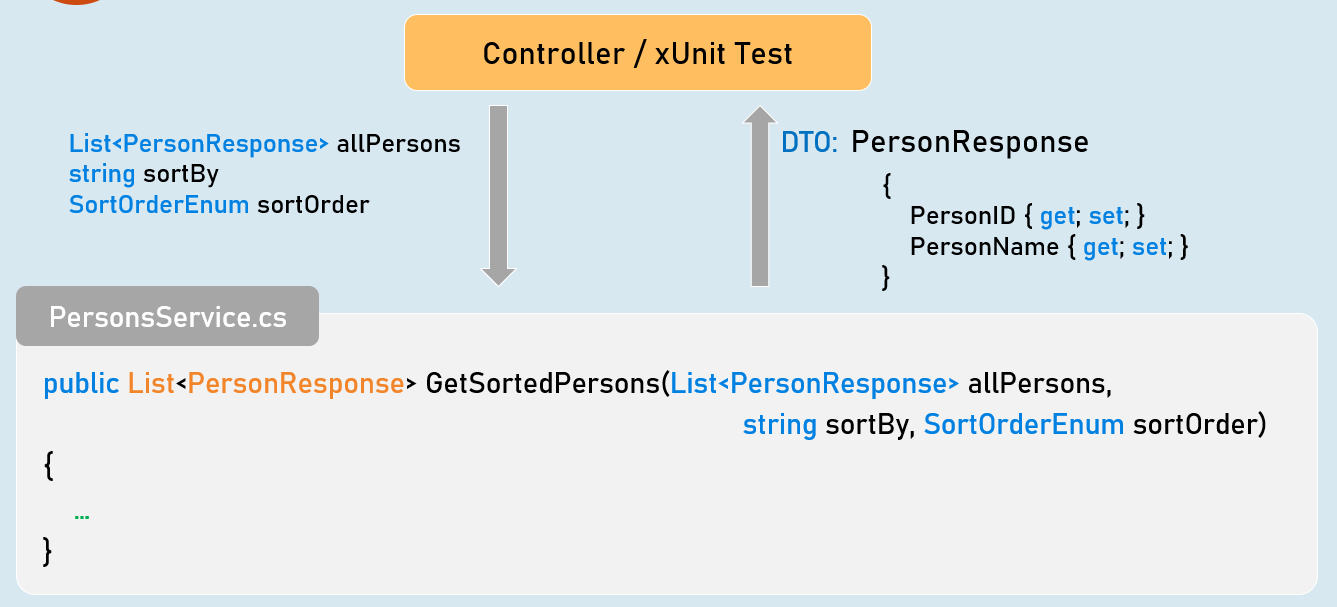 Controller / xUnit Test
List<PersonResponse> allPersons
string sortBy
SortOrderEnum sortOrder
DTO: PersonResponse
{
PersonID { get; set; }
PersonName { get; set; }
}
PersonsService.cs
public List<PersonResponse> GetSortedPersons(List<PersonResponse> allPersons,
string sortBy, SortOrderEnum sortOrder)
{
...
}